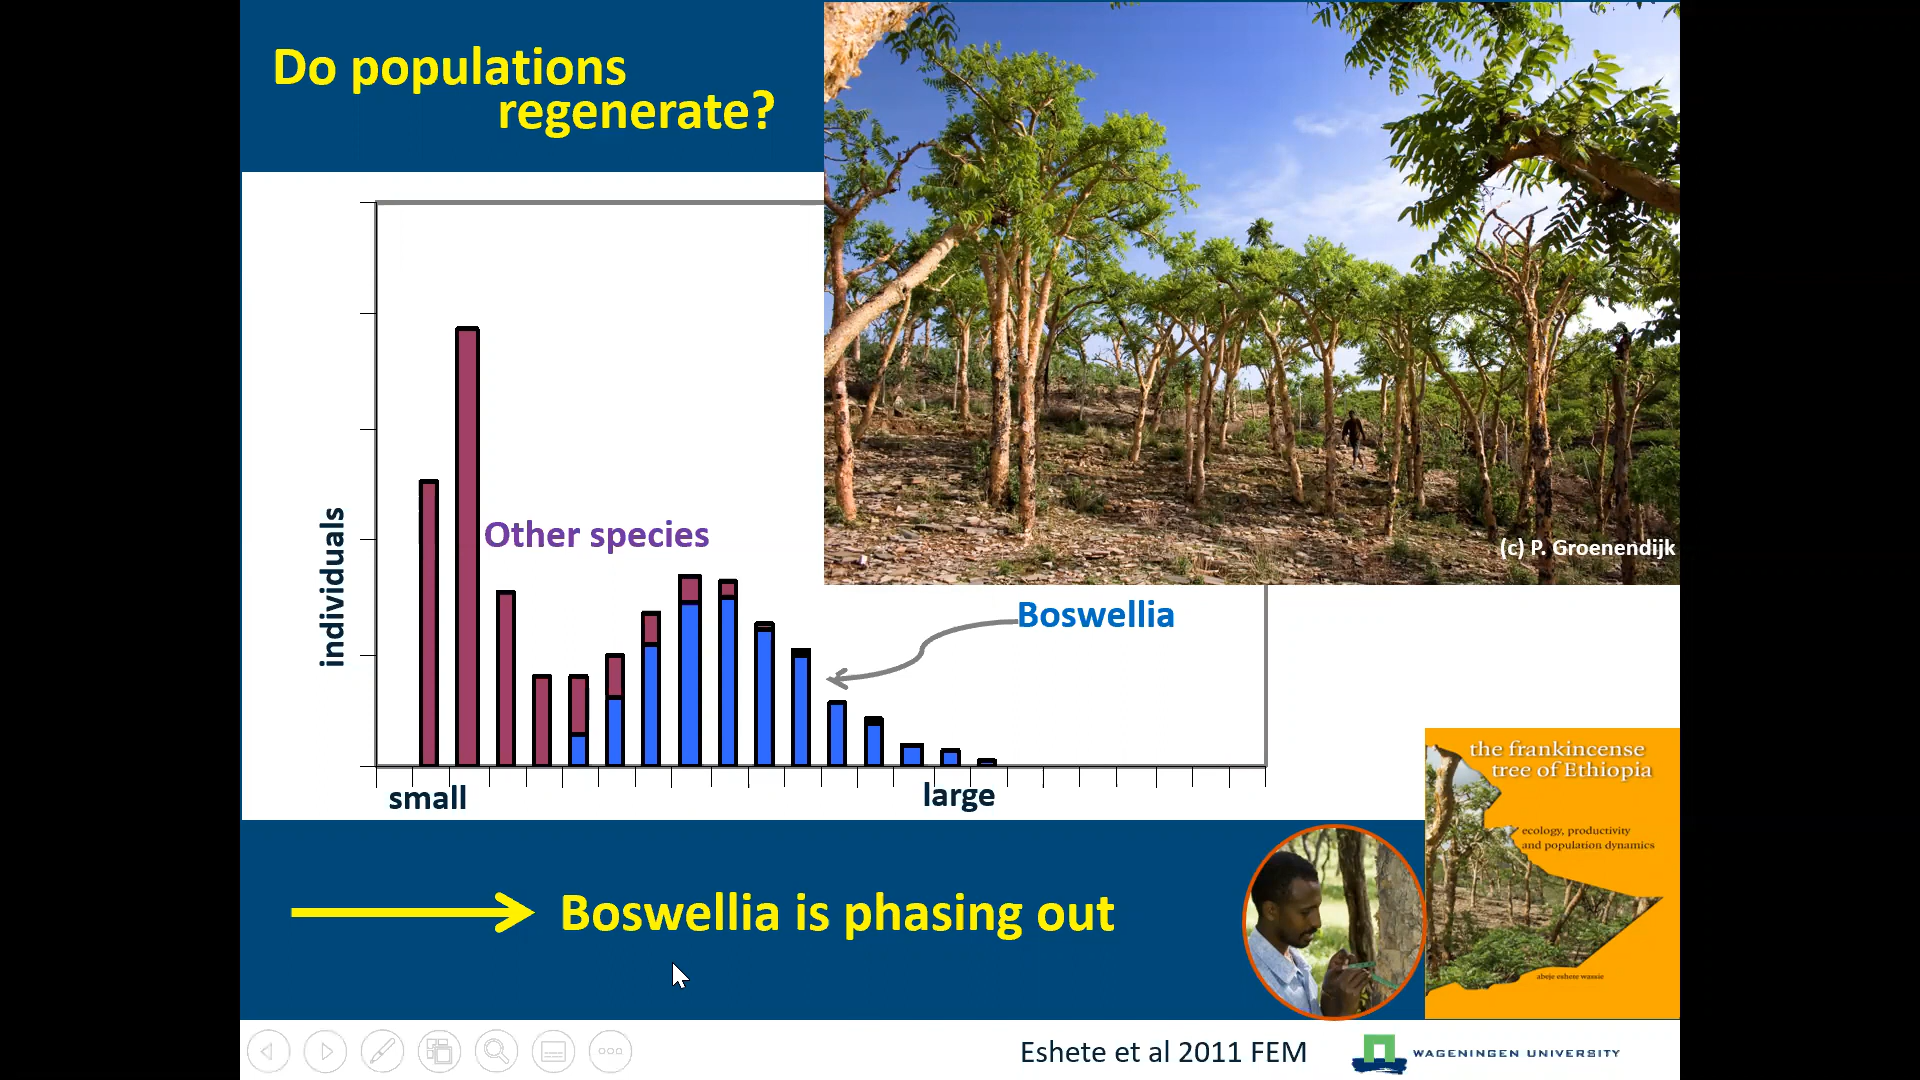 Do populations
regenerate?
(c) P. Groenendijk
individuals
Other species
Boswellia
small
large
the frankincense
tree of Ethiopia
ecology, productivity
and population dynamics
abeje eshete wassie
Boswellia is phasing out
Eshete et al 2011 FEM
WAGENINGEN UNIVERSITY